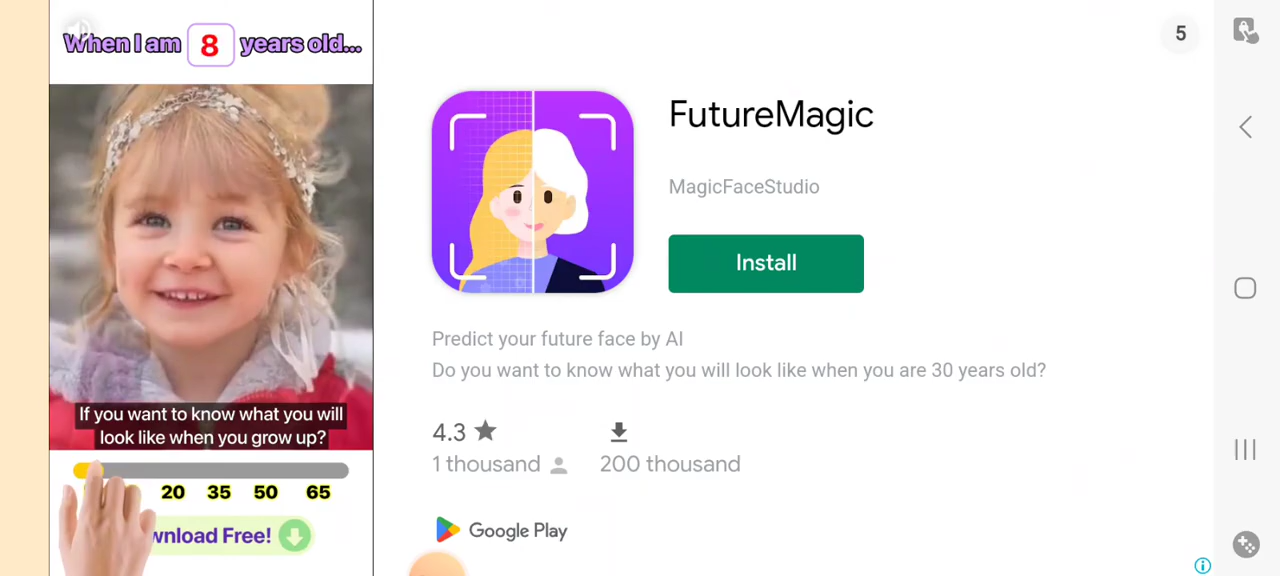 When I am 8 years old...
If you want to know what you will
look like when you grow up?
20 35 50 65
wnload Free!
5
FutureMagic
MagicFaceStudio
Install
Predict your future face by AI
Do you want to know what you will look like when you are 30 years old?
4.3
1 thousand 200 thousand
Google Play